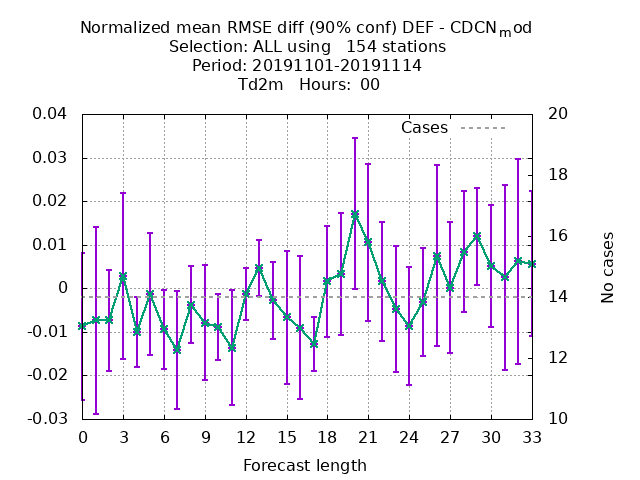 Normalized mean RMSE diff (90% conf) DEF - CDCNmod
Selection: ALL using 154 stations
Period: 20191101-20191114
Td2m Hours: 00
Cases
0.04
0.03
0.02
0.01
0
-0.01
-0.02
-0.03
20
18
16
14
12
10
No cases
0 3 6 9 12 15 18 21 24 27 30 33
Forecast length